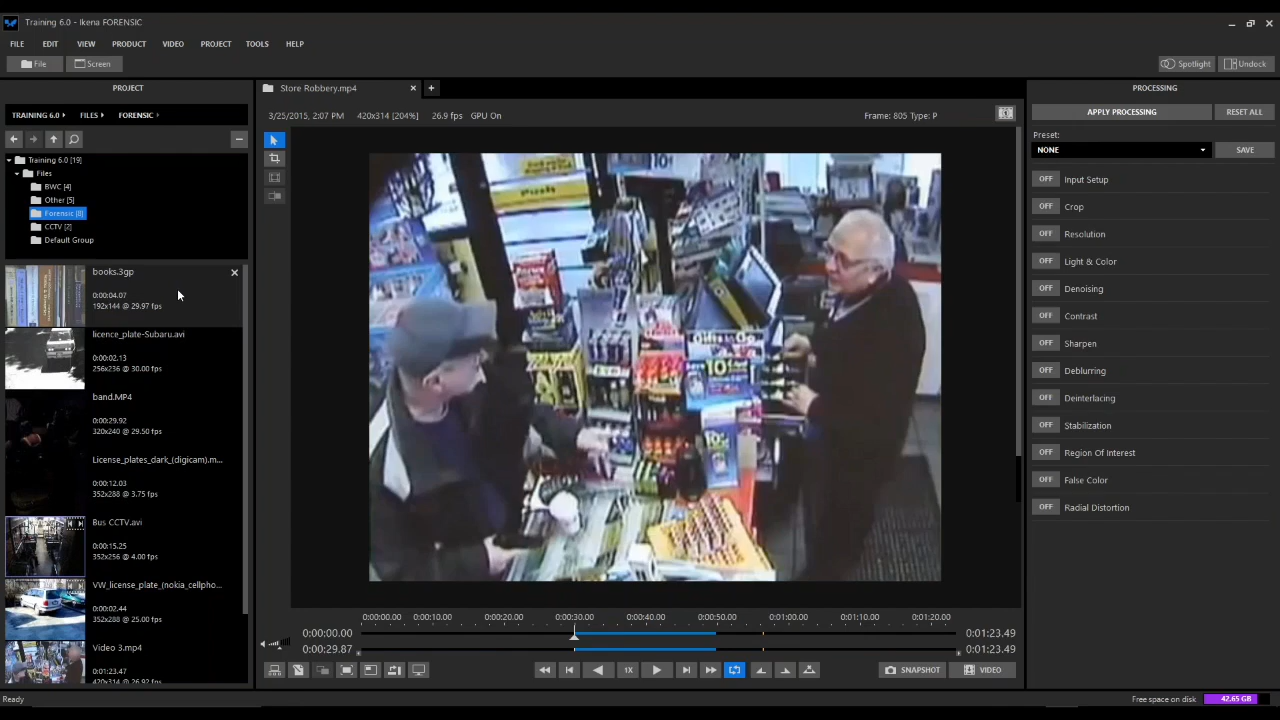 Training 6.0 - Ikena FORENSIC
FILE EDIT VIEW PRODUCT VIDEO PROJECT TOOLS HELP
File Screen Spotlight Undock
PROJECT
TRAINING 6.0 FILES FORENSIC
Training 6.0 [19]
Files
BWC [4]
Other [5]
Forensic [8]
CCTV [2]
Default Group
books.3gp
0:00:04.07
192x144 @ 29.97 fps
licence_plate-Subaru.avi
0:00:02.13
256x236 @ 30.00 fps
band.MP4
0:00:29.92
320x240 @ 29.50 fps
License_plates_dark_(digicam).m...
0:00:12.03
352x288 @ 3.75 fps
Bus CCTV.avi
0:00:15.25
352x256 @ 4.00 fps
VW_license_plate_(nokia_cellpho...
0:00:02.44
352x288 @ 25.00 fps
Video 3.mp4
0:01:23.47
420x314 @ 26.92 fps
Store Robbery.mp4
3/25/2015, 2:07 PM 420x314 [204%] 26.9 fps GPU On Frame: 805 Type: P
Push
10
10
0:00:00.00 0:00:10.00 0:00:20.00 0:00:30.00 0:00:40.00 0:00:50.00 0:01:00.00 0:01:10.00 0:01:20.00
0:00:00.00 0:01:23.49
0:00:29.87 0:01:23.49
1X SNAPSHOT VIDEO
PROCESSING
APPLY PROCESSING RESET ALL
Preset:
NONE SAVE
OFF Input Setup
OFF Crop
OFF Resolution
OFF Light & Color
OFF Denoising
OFF Contrast
OFF Sharpen
OFF Deblurring
OFF Deinterlacing
OFF Stabilization
OFF Region Of Interest
OFF False Color
OFF Radial Distortion
Ready Free space on disk 42.65 GB